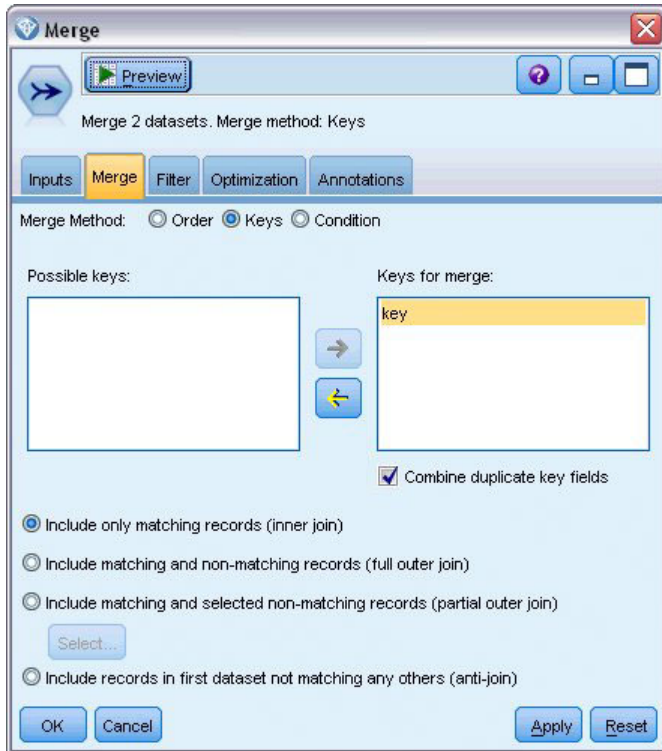 Merge
Preview
Merge 2 datasets. Merge method: Keys
Inputs Merge Filter Optimization Annotations
Merge Method: Order Keys Condition
Possible keys: Keys for merge:
key
Combine duplicate key fields
Include only matching records (inner join)
Include matching and non-matching records (full outer join)
Include matching and selected non-matching records (partial outer join)
Select...
Include records in first dataset not matching any others (anti-join)
OK Cancel Apply Reset